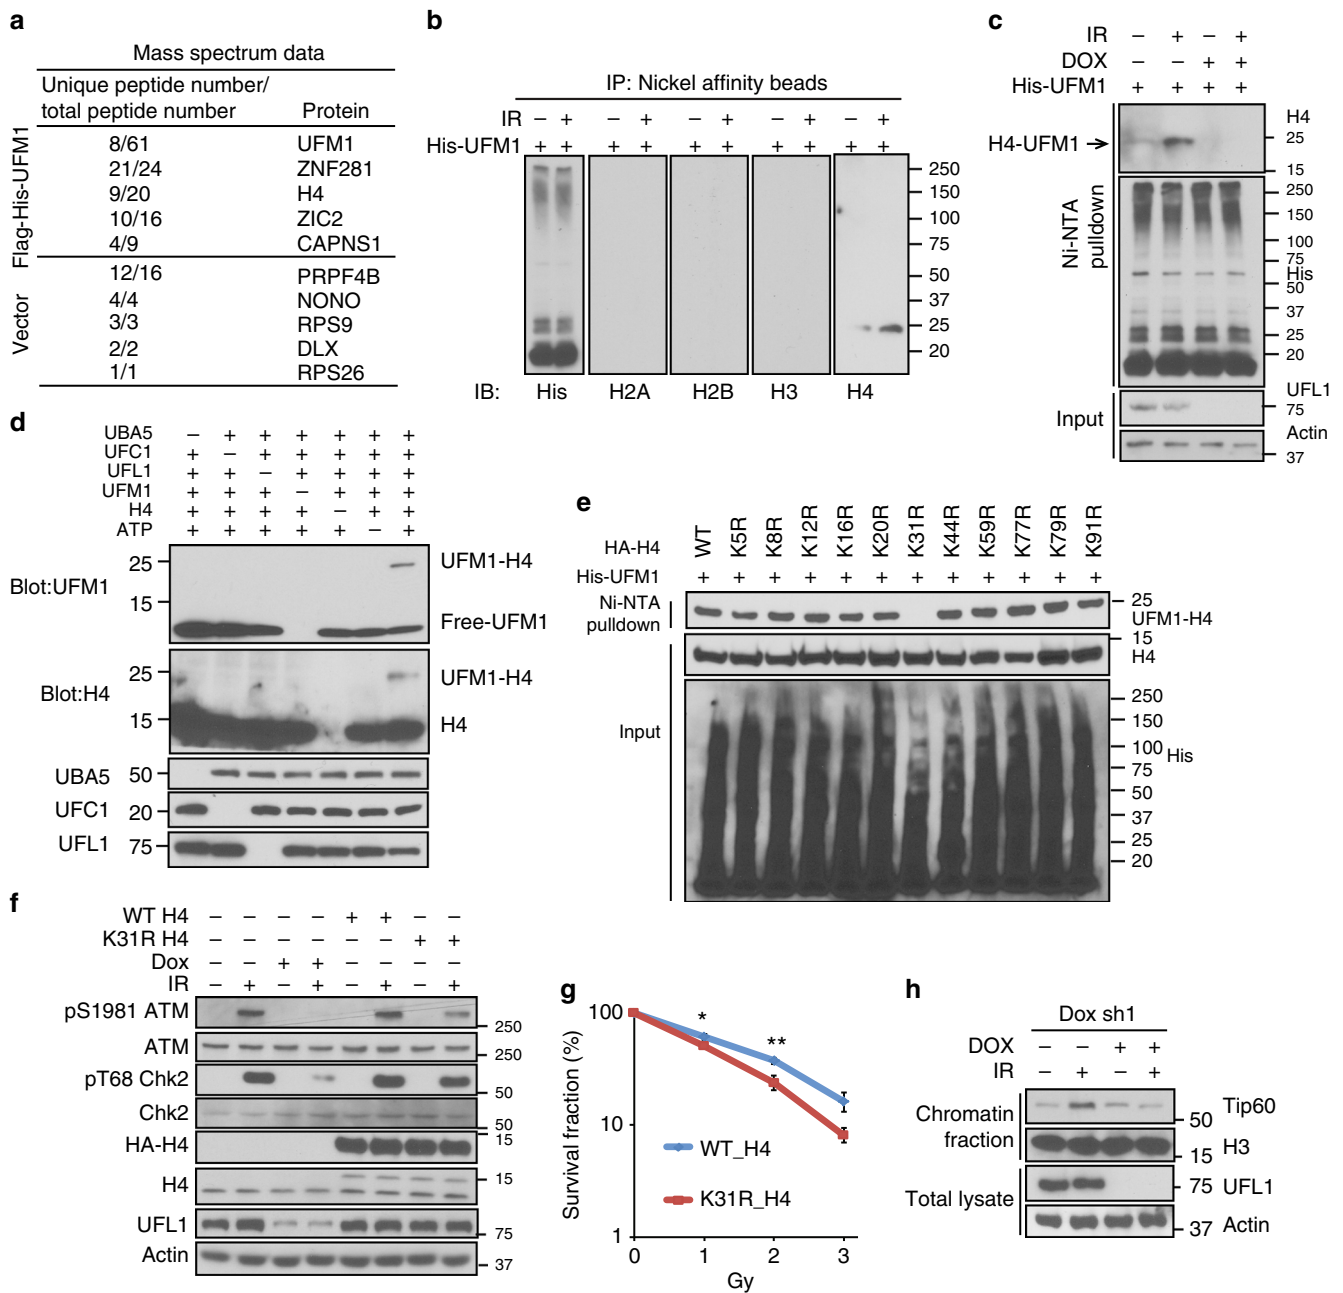 a
Mass spectrum data
Unique peptide number/
total peptide number Protein
Flag-His-UFM1
8/61 UFM1
21/24 ZNF281
9/20 H4
10/16 ZIC2
4/9 CAPNS1
Vector
12/16 PRPF4B
4/4 NONO
3/3 RPS9
2/2 DLX
1/1 RPS26
b
IP: Nickel affinity beads
IR – + – + – + – + – +
His-UFM1 + + + + + + + + + +
250
150
100
75
50
37
25
20
IB: His H2A H2B H3 H4
c
IR – + – +
DOX – – + +
His-UFM1 + + + +
H4
H4-UFM1 → 25
15
Ni-NTA
pulldown
250
150
100
75
His
50
37
25
20
Input
UFL1
75
Actin
37
d
UBA5 – + + + + + +
UFC1 + – + + + + +
UFL1 + + – + + + +
UFM1 + + + – + + +
H4 + + + + – + +
ATP + + + + + – +
Blot:UFM1
25 UFM1-H4
15
Free-UFM1
Blot:H4
25 UFM1-H4
15 H4
UBA5 50
UFC1 20
UFL1 75
e
HA-H4 WT K5R K8R K12R K16R K20R K31R K44R K59R K77R K79R K91R
His-UFM1 + + + + + + + + + + + +
Ni-NTA
pulldown
25
UFM1-H4
15
H4
Input
250
150
100
His
75
50
37
25
20
f
WT H4 – – – – + + – –
K31R H4 – – – – – – + +
Dox – – + + – – – –
IR – + – + – + – +
pS1981 ATM 250
ATM 250
pT68 Chk2 50
Chk2 50
HA-H4 15
H4 15
UFL1 75
Actin 37
g
Survival fraction (%)
100
10
1
* **
WT_H4
K31R_H4
0 1 2 3
Gy
h
Dox sh1
DOX – – + +
IR – + – +
Chromatin
fraction
50 Tip60
15 H3
Total lysate
75 UFL1
37 Actin